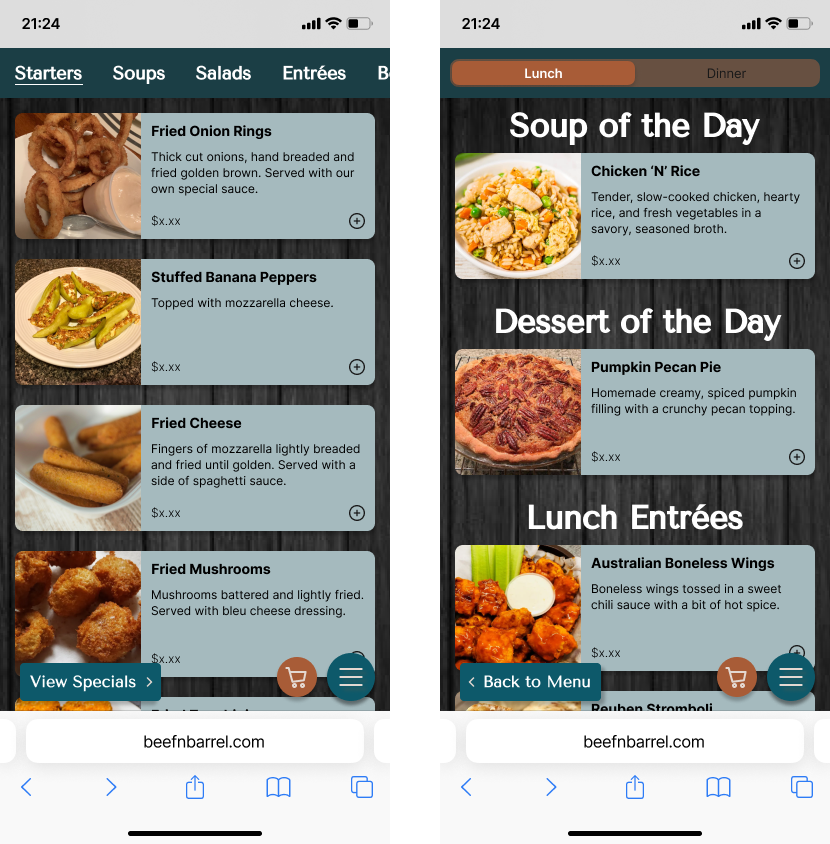 21:24
Starters Soups Salads Entrées
Fried Onion Rings
Thick cut onions, hand breaded and
fried golden brown. Served with our
own special sauce.
$x.xx
Stuffed Banana Peppers
Topped with mozzarella cheese.
$x.xx
Fried Cheese
Fingers of mozzarella lightly breaded
and fried until golden. Served with a
side of spaghetti sauce.
$x.xx
Fried Mushrooms
Mushrooms battered and lightly fried.
Served with bleu cheese dressing.
$x.xx
View Specials
beefnbarrel.com
21:24
Lunch Dinner
Soup of the Day
Chicken ‘N’ Rice
Tender, slow-cooked chicken, hearty
rice, and fresh vegetables in a
savory, seasoned broth.
$x.xx
Dessert of the Day
Pumpkin Pecan Pie
Homemade creamy, spiced pumpkin
filling with a crunchy pecan topping.
$x.xx
Lunch Entrées
Australian Boneless Wings
Boneless wings tossed in a sweet
chili sauce with a bit of hot spice.
$x.xx
Back to Menu
Reuben Stromboli
beefnbarrel.com